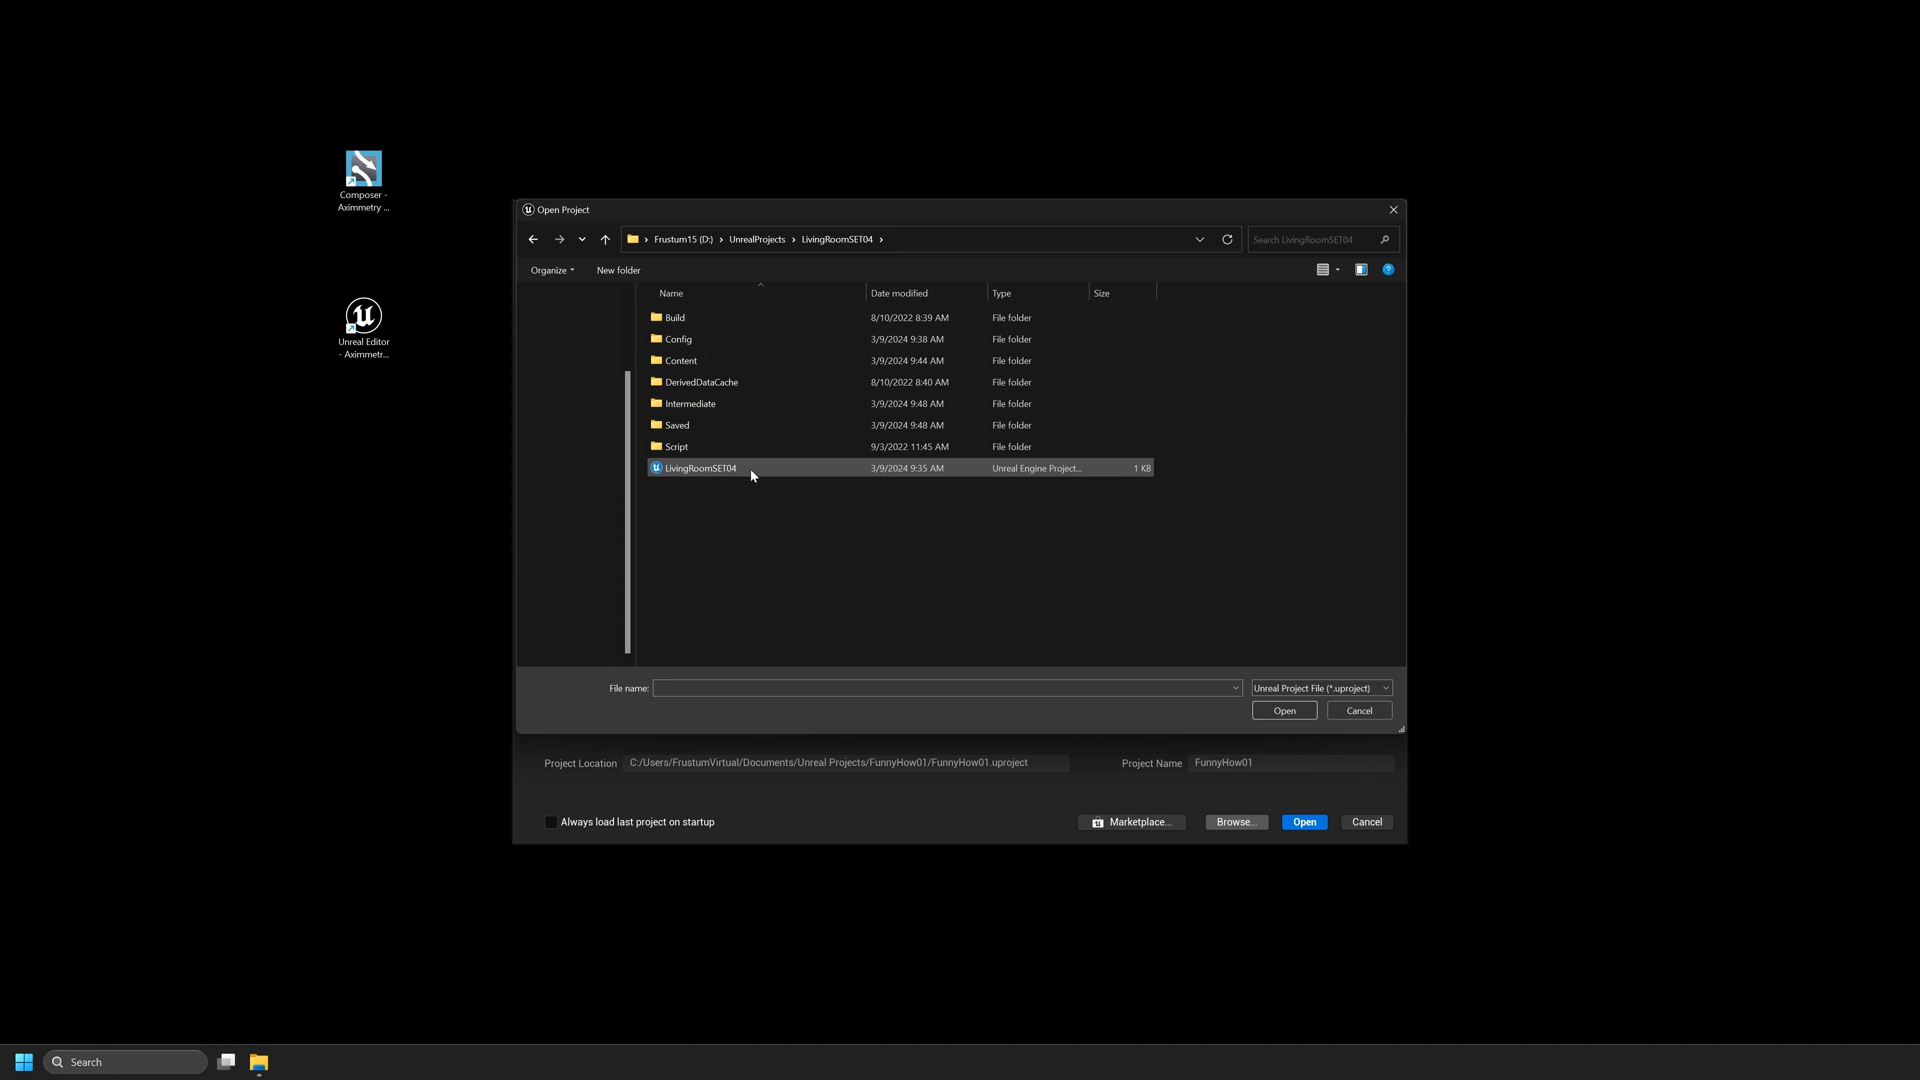 Composer -
Aximmetry ...
Unreal Editor
- Aximmetr...
Open Project
Frustum15 (D:) UnrealProjects LivingRoomSET04
Search LivingRoomSET04
Organize New folder
Name Date modified Type Size
Build 8/10/2022 8:39 AM File folder
Config 3/9/2024 9:38 AM File folder
Content 3/9/2024 9:44 AM File folder
DerivedDataCache 8/10/2022 8:40 AM File folder
Intermediate 3/9/2024 9:48 AM File folder
Saved 3/9/2024 9:48 AM File folder
Script 9/3/2022 11:45 AM File folder
LivingRoomSET04 3/9/2024 9:35 AM Unreal Engine Project... 1 KB
File name: Unreal Project File (*.uproject)
Open Cancel
Project Location C:/Users/FrustumVirtual/Documents/Unreal Projects/FunnyHow01/FunnyHow01.uproject Project Name FunnyHow01
Always load last project on startup Marketplace... Browse... Open Cancel
Search